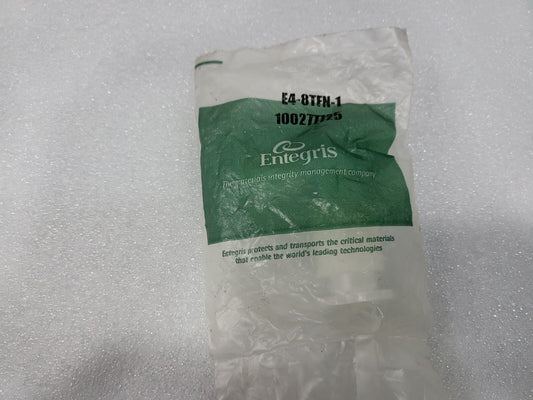 E4-8TFN-1
100277725
Entegris
The materials integrity management company
Entegris protects and transports the critical materials
that enable the world's leading technologies